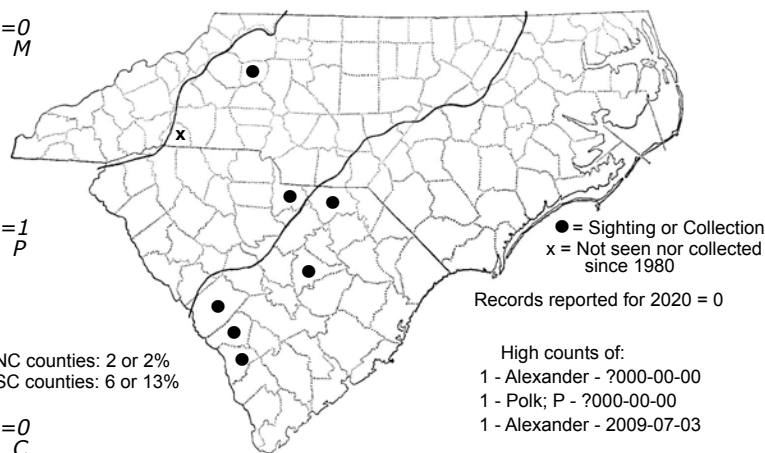 =0
M
x
=1
P
● = Sighting or Collection
x = Not seen nor collected
since 1980
Records reported for 2020 = 0
NC counties: 2 or 2%
SC counties: 6 or 13%
High counts of:
1 - Alexander - ?000-00-00
1 - Polk; P - ?000-00-00
1 - Alexander - 2009-07-03
=0
C